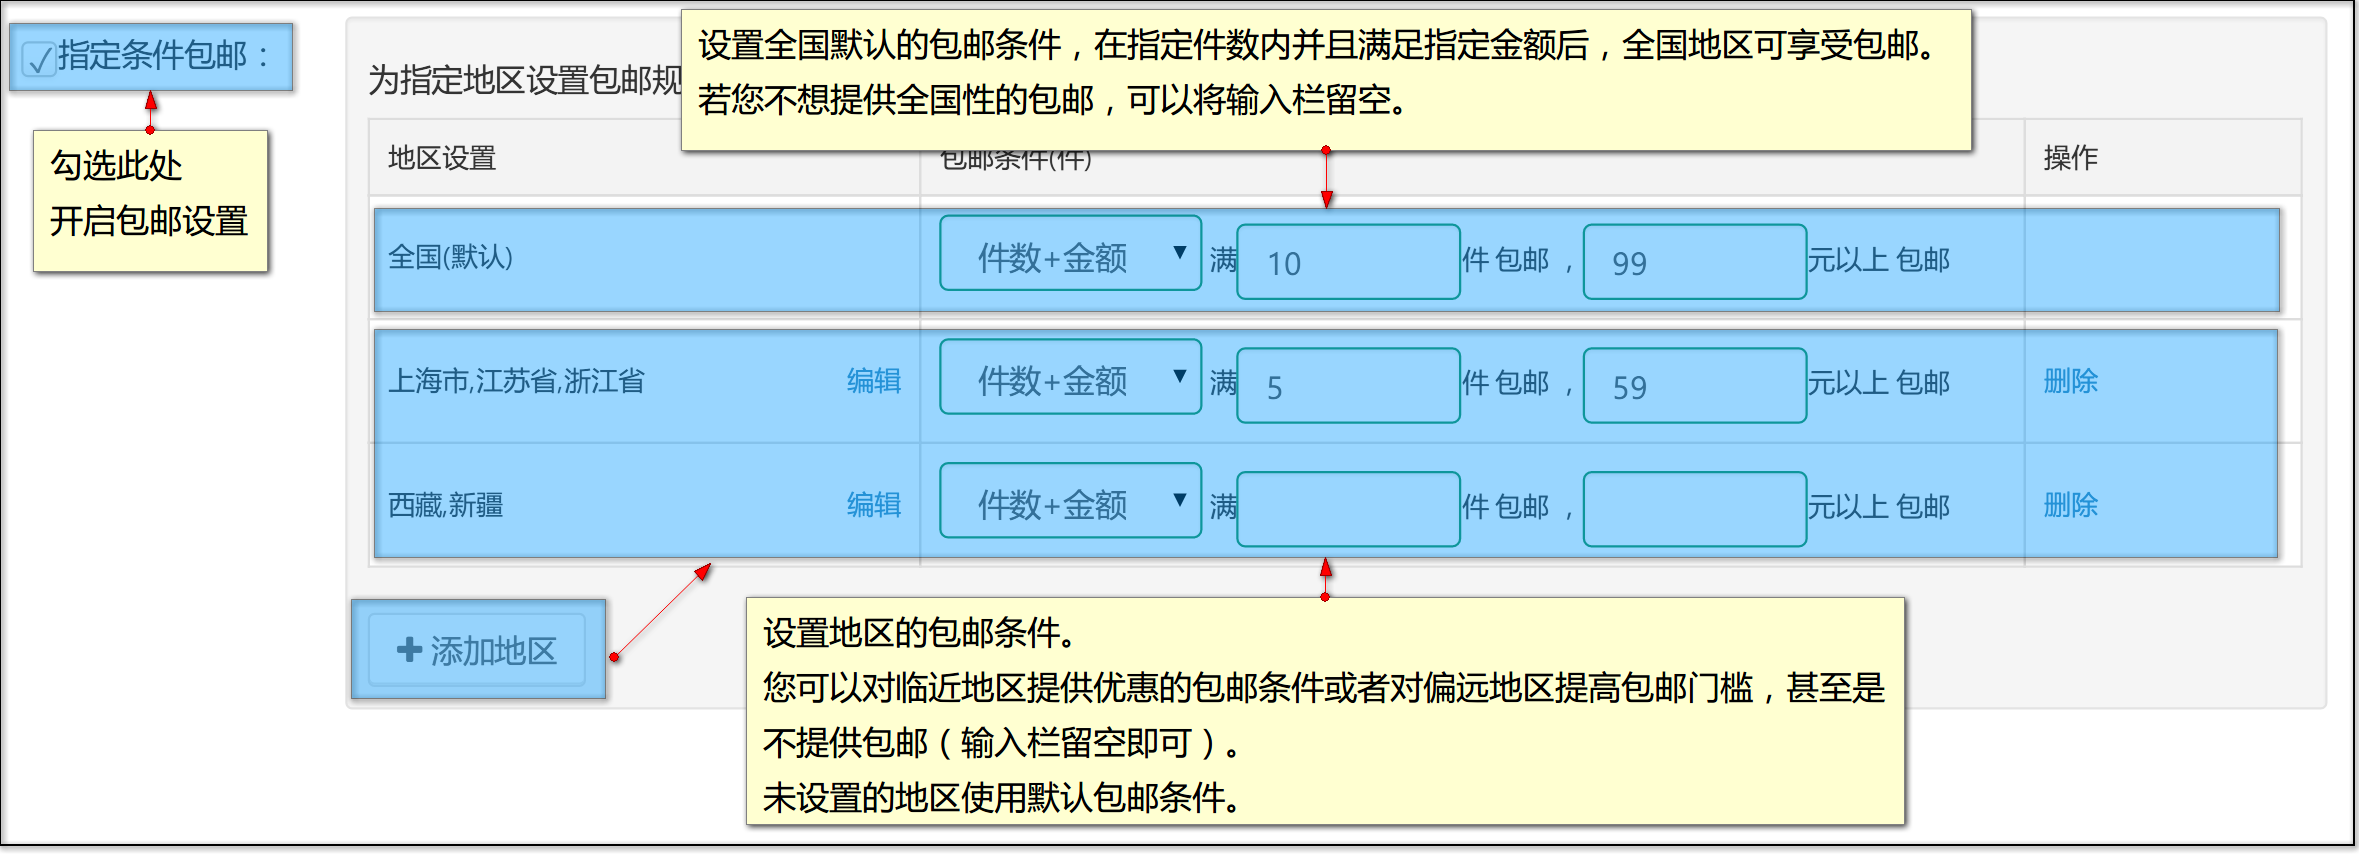 指定条件包邮：
勾选此处
开启包邮设置
设置全国默认的包邮条件，在指定件数内并且满足指定金额后，全国地区可享受包邮。
若您不想提供全国性的包邮，可以将输入栏留空。
为指定地区设置包邮规
地区设置 包邮条件(件) 操作
全国(默认) 件数+金额 满 10 件 包邮 ，99 元以上 包邮
上海市,江苏省,浙江省 编辑 件数+金额 满 5 件 包邮 ，59 元以上 包邮 删除
西藏,新疆 编辑 件数+金额 满 件 包邮 ， 元以上 包邮 删除
添加地区
设置地区的包邮条件。
您可以对临近地区提供优惠的包邮条件或者对偏远地区提高包邮门槛，甚至是
不提供包邮（输入栏留空即可）。
未设置的地区使用默认包邮条件。